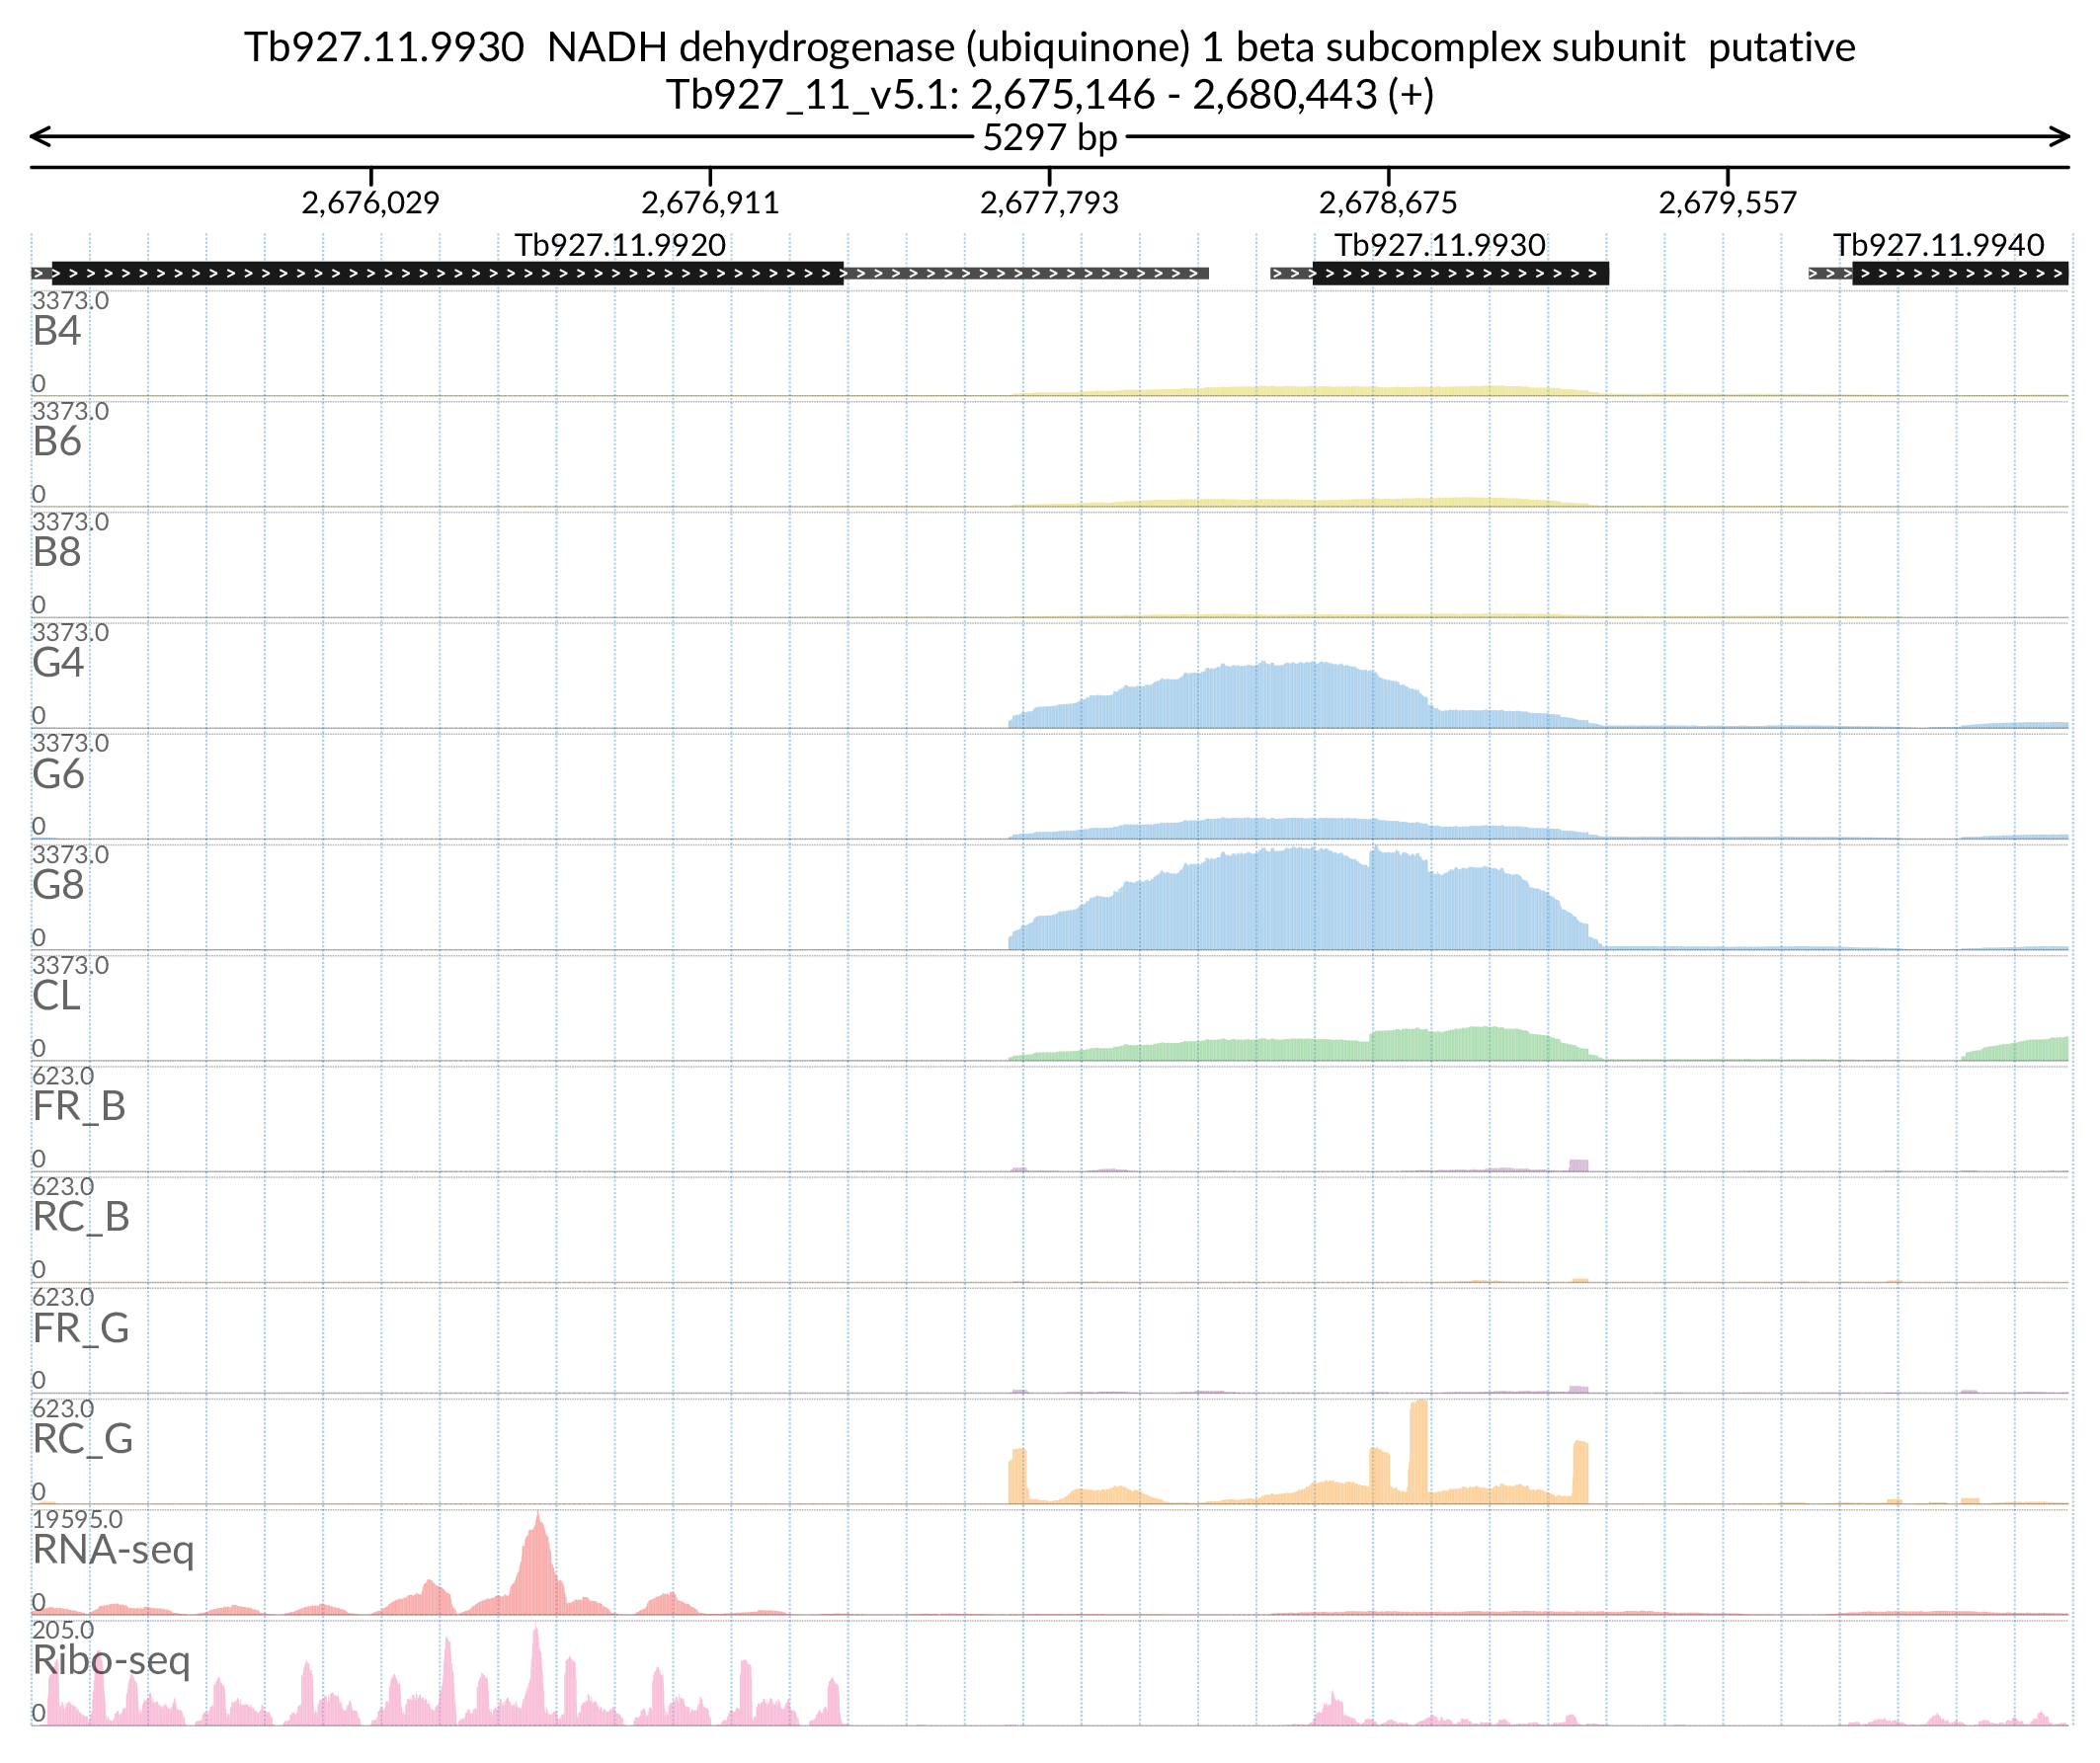 Tb927.11.9930  NADH dehydrogenase (ubiquinone) 1 beta subcomplex subunit  putative
Tb927_11_v5.1: 2,675,146 - 2,680,443 (+)
5297 bp
2,676,029 2,676,911 2,677,793 2,678,675 2,679,557
Tb927.11.9920 Tb927.11.9930 Tb927.11.9940
3373.0
B4
0
3373.0
B6
0
3373.0
B8
0
3373.0
G4
0
3373.0
G6
0
3373.0
G8
0
3373.0
CL
0
623.0
FR_B
0
623.0
RC_B
0
623.0
FR_G
0
623.0
RC_G
0
19595.0
RNA-seq
0
205.0
Ribo-seq
0